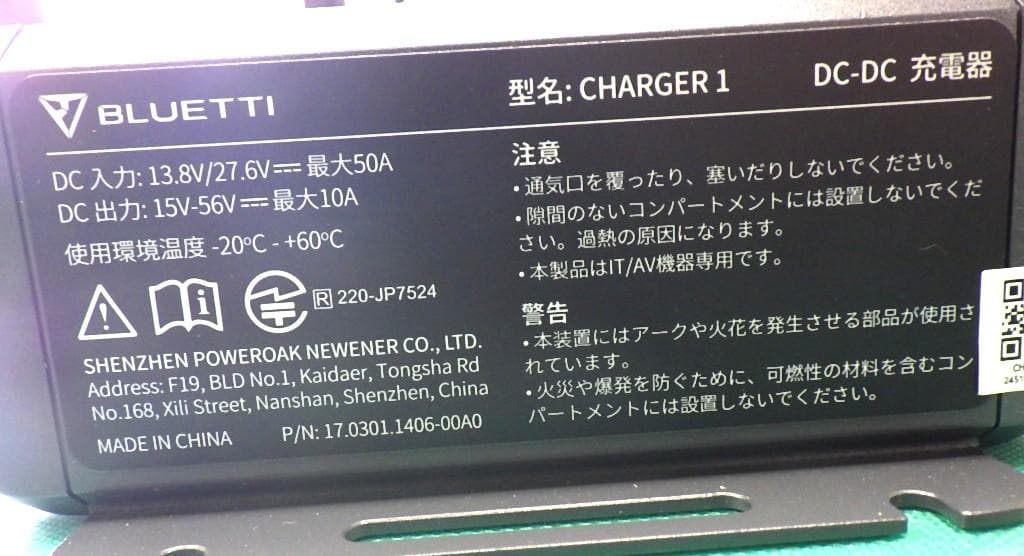 BLUETTI
型名: CHARGER 1
DC-DC 充電器
DC 入力: 13.8V/27.6V⎓最大50A
DC 出力: 15V-56V⎓最大10A
使用環境温度 -20℃ - +60℃
R 220-JP7524
SHENZHEN POWEROAK NEWENER CO., LTD.
Address: F19, BLD No.1, Kaidaer, Tongsha Rd
No.168, Xili Street, Nanshan, Shenzhen, China
MADE IN CHINA
P/N: 17.0301.1406-00A0
注意
・通気口を覆ったり、塞いだりしないでください。
・隙間のないコンパートメントには設置しないでくだ
さい。過熱の原因になります。
・本製品はIT/AV機器専用です。
警告
・本装置にはアークや火花を発生させる部品が使用さ
れています。
・火災や爆発を防ぐために、可燃性の材料を含むコン
パートメントには設置しないでください。